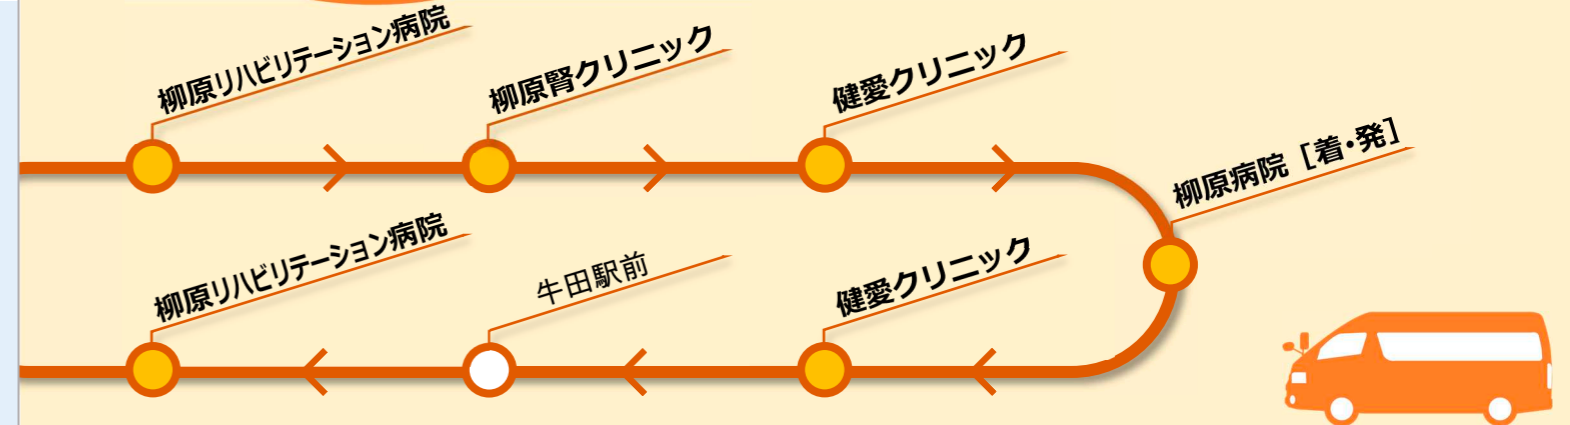 柳原リハビリテーション病院
柳原腎クリニック
健愛クリニック
柳原病院［着・発］
柳原リハビリテーション病院
牛田駅前
健愛クリニック